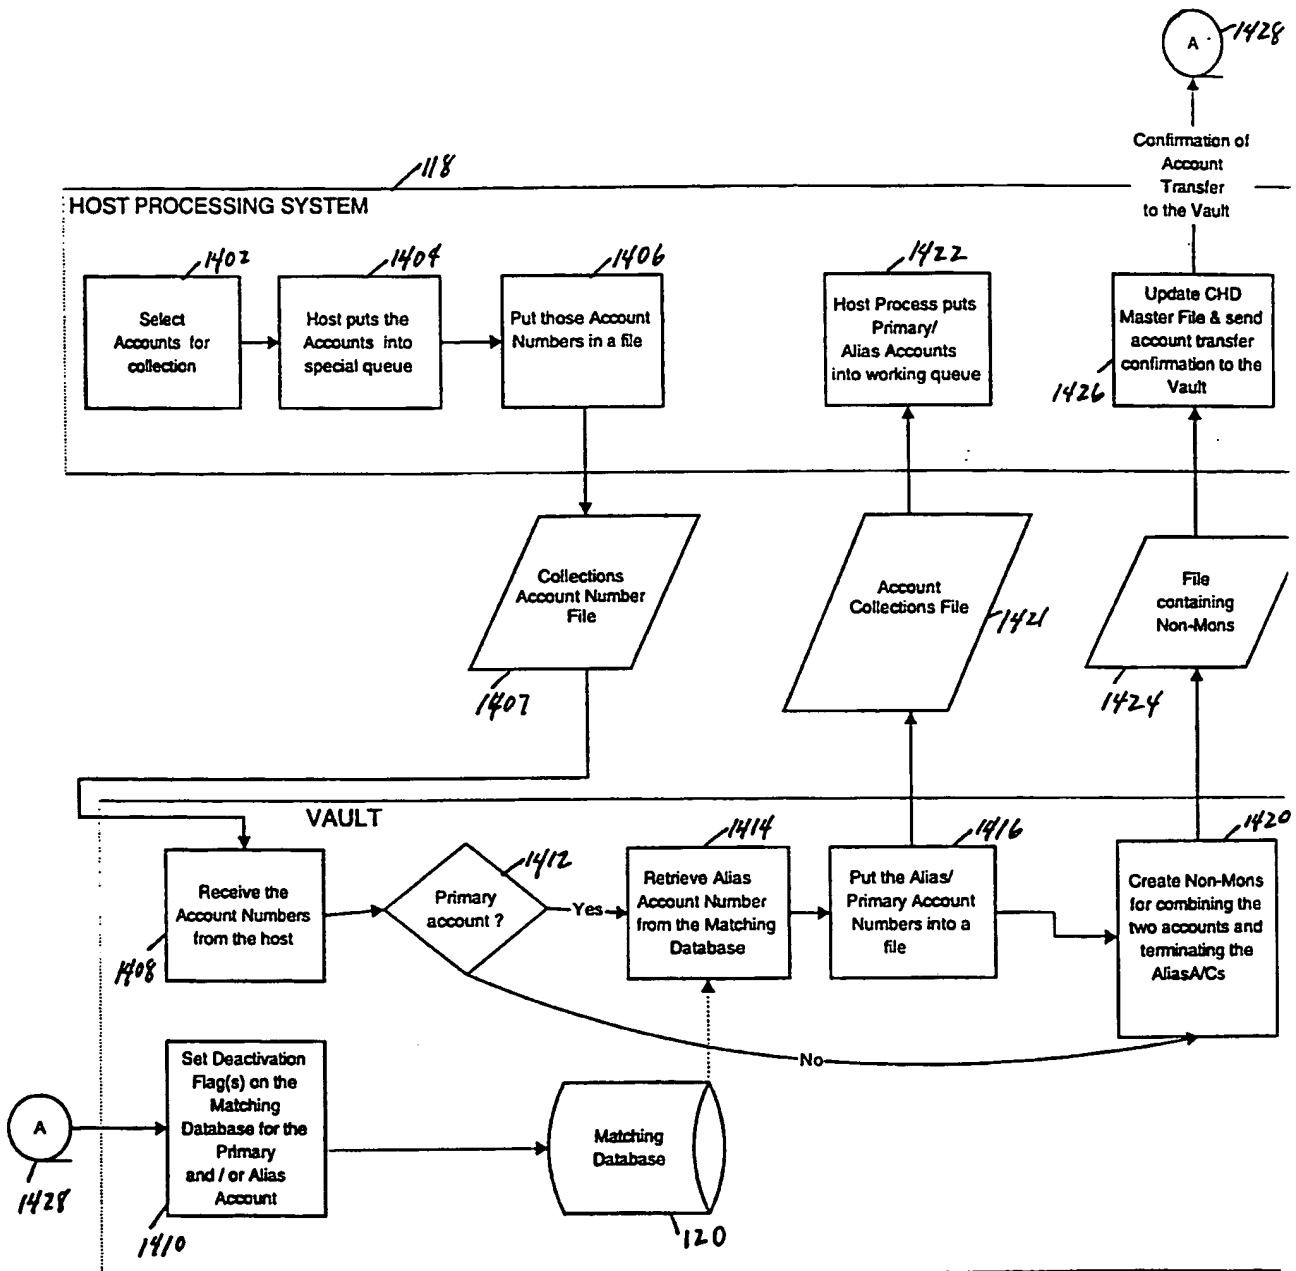 A
1428
Confirmation of
Account
Transfer
to the Vault
118
HOST PROCESSING SYSTEM
1402
Select
Accounts for
collection
1404
Host puts the
Accounts into
special queue
1406
Put those Account
Numbers in a file
1422
Host Process puts
Primary/
Alias Accounts
into working queue
Update CHD
Master File & send
account transfer
confirmation to the
Vault
1426
Collections
Account Number
File
1407
Account
Collections File
1421
File
containing
Non-Mons
1424
VAULT
Receive the
Account Numbers
from the host
1408
1412
Primary
account ?
Yes
No
1414
Retrieve Alias
Account Number
from the Matching
Database
1416
Put the Alias/
Primary Account
Numbers into a
file
1420
Create Non-Mons
for combining the
two accounts and
terminating the
AliasA/Cs
A
1428
Set Deactivation
Flag(s) on the
Matching
Database for the
Primary
and / or Alias
Account
1410
Matching
Database
120